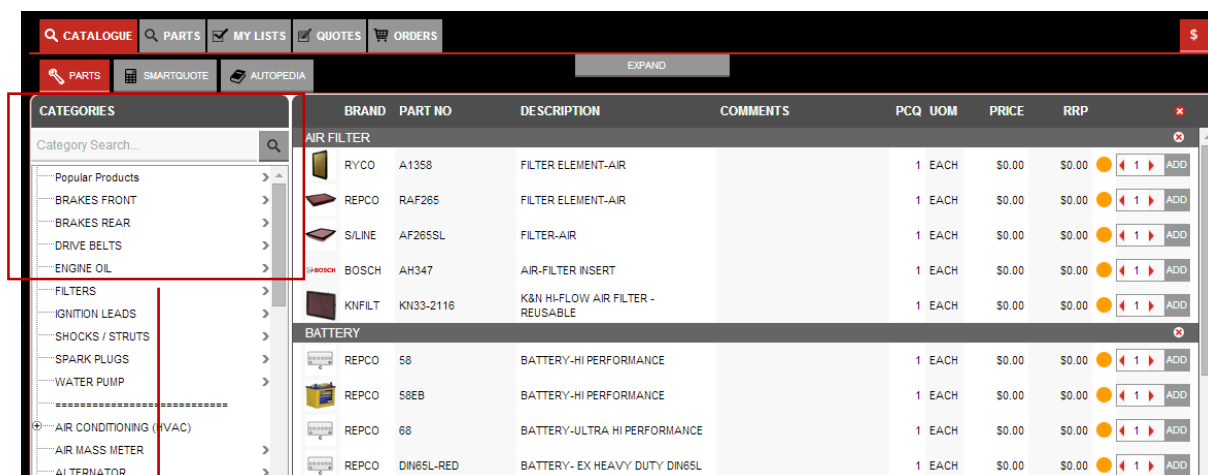 CATALOGUE PARTS MY LISTS QUOTES ORDERS $
PARTS SMARTQUOTE AUTOPEDIA EXPAND
CATEGORIES BRAND PART NO DESCRIPTION COMMENTS PCQ UOM PRICE RRP
Category Search...
AIR FILTER
RYCO A1358 FILTER ELEMENT-AIR 1 EACH $0.00 $0.00 1 ADD
Popular Products
REPCO RAF265 FILTER ELEMENT-AIR 1 EACH $0.00 $0.00 1 ADD
BRAKES FRONT
BRAKES REAR
S/LINE AF265SL FILTER-AIR 1 EACH $0.00 $0.00 1 ADD
DRIVE BELTS
ENGINE OIL
BOSCH BOSCH AH347 AIR-FILTER INSERT 1 EACH $0.00 $0.00 1 ADD
FILTERS
KNFILT KN33-2116 K&N HI-FLOW AIR FILTER - 1 EACH $0.00 $0.00 1 ADD
REUSABLE
IGNITION LEADS
BATTERY
SHOCKS / STRUTS
SPARK PLUGS
REPCO 58 BATTERY-HI PERFORMANCE 1 EACH $0.00 $0.00 1 ADD
WATER PUMP
REPCO 58EB BATTERY-HI PERFORMANCE 1 EACH $0.00 $0.00 1 ADD
============================
AIR CONDITIONING (HVAC)
REPCO 68 BATTERY-ULTRA HI PERFORMANCE 1 EACH $0.00 $0.00 1 ADD
AIR MASS METER
ALTERNATOR
REPCO DIN65L-RED BATTERY- EX HEAVY DUTY DIN65L 1 EACH $0.00 $0.00 1 ADD